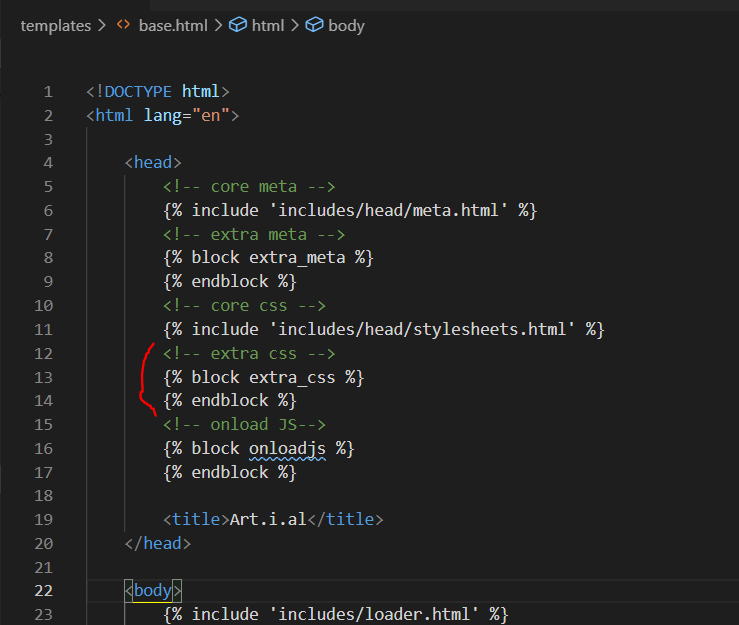 templates > <> base.html > html > body
1 <!DOCTYPE html>
2 <html lang="en">
3
4 <head>
5 <!-- core meta -->
6 {% include 'includes/head/meta.html' %}
7 <!-- extra meta -->
8 {% block extra_meta %}
9 {% endblock %}
10 <!-- core css -->
11 {% include 'includes/head/stylesheets.html' %}
12 <!-- extra css -->
13 {% block extra_css %}
14 {% endblock %}
15 <!-- onload JS-->
16 {% block onloadjs %}
17 {% endblock %}
18
19 <title>Art.i.al</title>
20 </head>
21
22 <body>
23 {% include 'includes/loader.html' %}